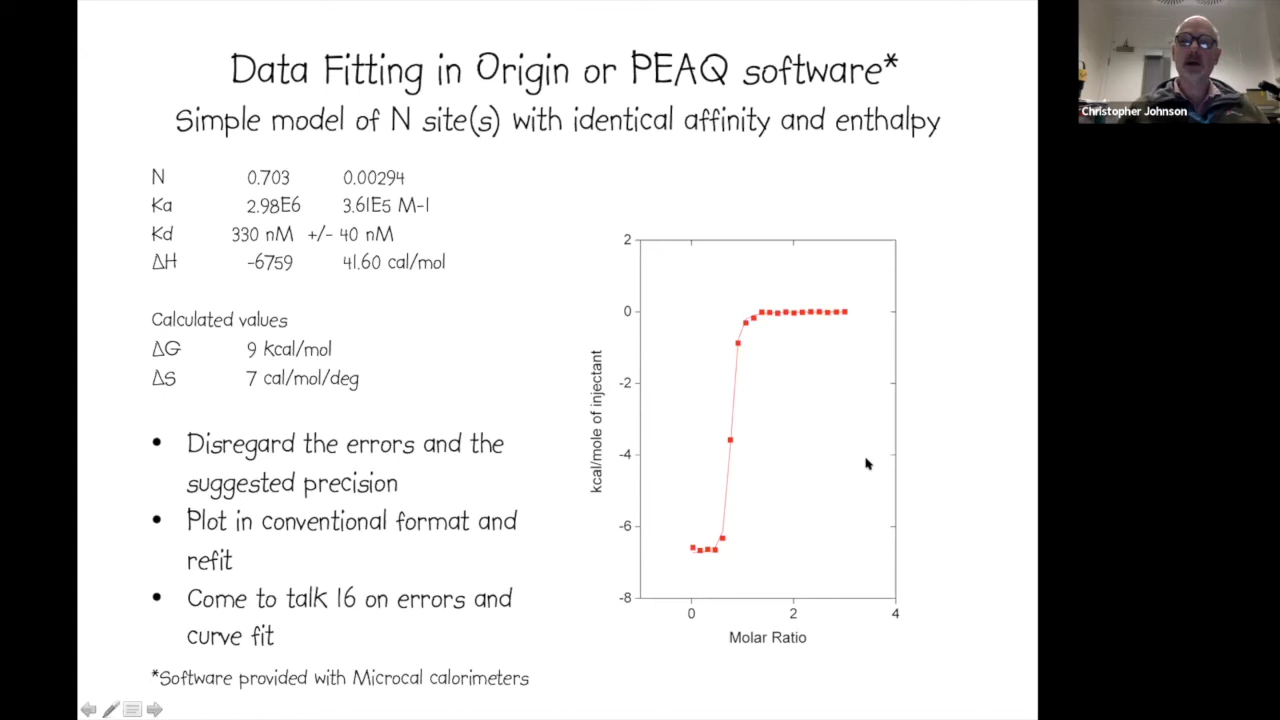 Data Fitting in Origin or PEAQ software*
Simple model of N site(s) with identical affinity and enthalpy
N 0.703 0.00294
Ka 2.98E6 3.61E5 M-1
Kd 330 nM +/- 40 nM
ΔH -6759 41.60 cal/mol
Calculated values
ΔG 9 kcal/mol
ΔS 7 cal/mol/deg
• Disregard the errors and the
suggested precision
• Plot in conventional format and
refit
• Come to talk 16 on errors and
curve fit
*Software provided with Microcal calorimeters
2
0
-2
-4
-6
-8
kcal/mole of injectant
0 2 4
Molar Ratio
Christopher Johnson